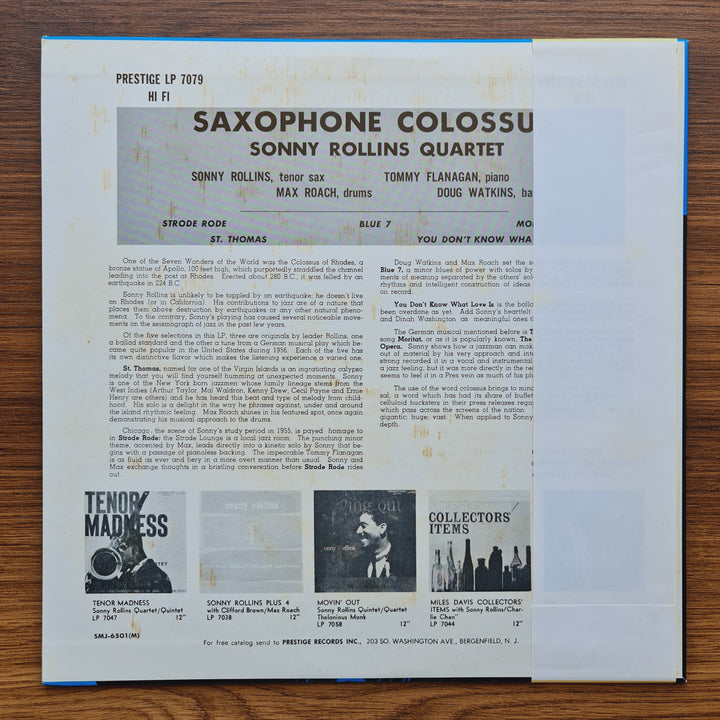 PRESTIGE LP 7079
HI FI
SAXOPHONE COLOSSU
SONNY ROLLINS QUARTET
SONNY ROLLINS, tenor sax
TOMMY FLANAGAN, piano
MAX ROACH, drums
DOUG WATKINS, ba
STRODE RODE
BLUE 7
MO
ST. THOMAS
YOU DON'T KNOW WHA
One of the Seven Wonders of the World was the Colossus of Rhodes, a
bronze statue of Apollo, 100 feet high, which purportedly straddled the channel
leading into the post at Rhodes. Erected about 280 B.C., it was felled by an
earthquake in 224 B.C.
Sonny Rollins is unlikely to be toppled by an earthquake; he doesn't live
on Rhodes (or in California). His contributions to jazz are of a nature that
places them above destruction by earthquakes or any other natural pheno-
mena. To the contrary, Sonny's playing has caused several noticeable move-
ments on the seismograph of jazz in the past few years.
Of the five selections in this LP, three are originals by leader Rollins, one
a ballad standard and the other a tune from a German musical play which be-
came quite popular in the United States during 1956. Each of the five has
its own distinctive flavor which makes the listening experience a varied one.
St. Thomas, named for one of the Virgin Islands is an ingratiating calypso
melody that you will find yourself humming at unexpected moments. Sonny
is one of the New York born jazzmen whose family lineage stems from the
West Indies (Arthur Taylor, Mal Waldron, Kenny Drew, Cecil Payne and Ernie
Henry are others) and he has heard this beat and type of melody from child-
hood. His solo is a delight in the way he phrases against, under and around
the island rhythmic feeling. Max Roach shines in his featured spot, once again
demonstrating his musical approach to the drums.
Chicago, the scene of Sonny's study period in 1955, is payed homage to
in Strode Rode; the Strode Lounge is a local jazz room. The punching minor
theme, accented by Max, leads directly into a kinetic solo by Sonny that be-
gins with a passage of pianoless backing. The impeccable Tommy Flanagan
is as fluid as ever and fiery in a more overt manner than usual. Sonny and
Max exchange thoughts in a bristling conversation before Strode Rode rides
out.
Doug Watkins and Max Roach set the s
Blue 7, a minor blues of power with solos by
ments of meaning separated by the others' solo
rhythms and intelligent construction of ideas
on record.
You Don't Know What Love Is is the balla
been overdone as yet. Add Sonny's heartfelt
and Dinah Washington as meaningful ones t
The German musical mentioned before is T
song Moritat, or as it is popularly known, The
Opera. Sonny shows how a jazzman can mak
out of material by his very approach and inte
strong recorded it in a vocal and instrumental
a jazz feeling, but it was more directly in the rea
seems to feel it in a Pres vein as much of his ph
The use of the word colossus brings to mind
sal, a word which has had its share of buffet
celluloid hucksters in their press releases rega
which pass across the screens of the nation.
gigantic; huge; vast. When applied to Sonny
depth.
TENOR MADNESS
sonny rollins
4
ving out
onny rollins
COLLECTORS'
ITEMS
TENOR MADNESS
Sonny Rollins Quartet/Quintet
LP 7047 12"
SONNY ROLLINS PLUS 4
with Clifford Brown/Max Roach
LP 7038 12"
MOVIN' OUT
Sonny Rollins Quintet/Quartet
Thelonious Monk
LP 7058 12"
MILES DAVIS COLLECTORS'
ITEMS with Sonny Rollins/Char-
lie Chan"
LP 7044 12"
SMJ-6501(M)
For free catalog send to PRESTIGE RECORDS INC., 203 SO. WASHINGTON AVE., BERGENFIELD, N. J.